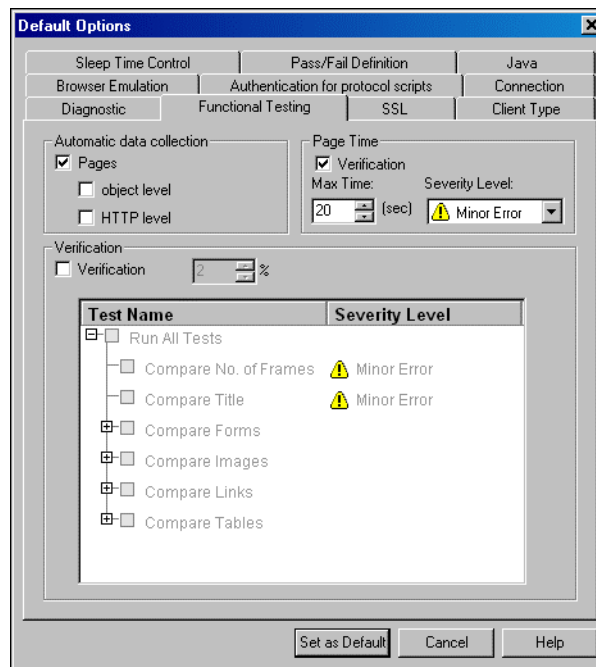 Default Options
Sleep Time Control Pass/Fail Definition Java
Browser Emulation Authentication for protocol scripts Connection
Diagnostic Functional Testing SSL Client Type
Automatic data collection
Pages
object level
HTTP level
Page Time
Verification
Max Time: Severity Level:
20 (sec) Minor Error
Verification
Verification 2 %
Test Name Severity Level
Run All Tests
Compare No. of Frames Minor Error
Compare Title Minor Error
Compare Forms
Compare Images
Compare Links
Compare Tables
Set as Default Cancel Help